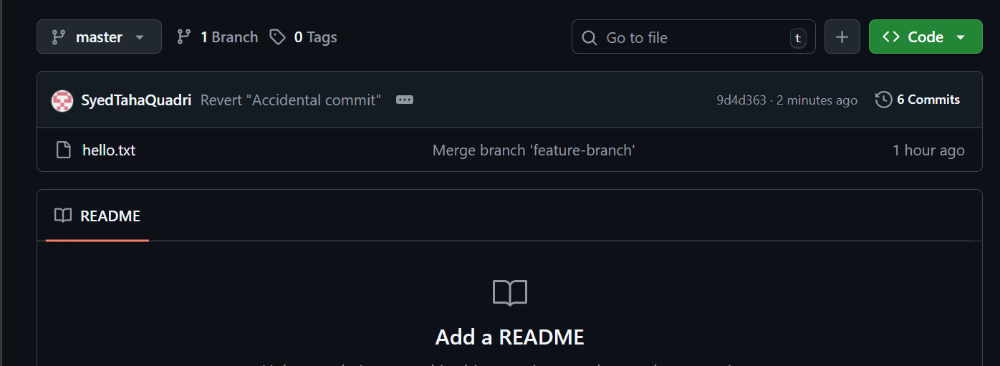 master 1 Branch 0 Tags Go to file t Code
SyedTahaQuadri Revert "Accidental commit" 9d4d363 · 2 minutes ago 6 Commits
hello.txt Merge branch 'feature-branch' 1 hour ago
README
Add a README